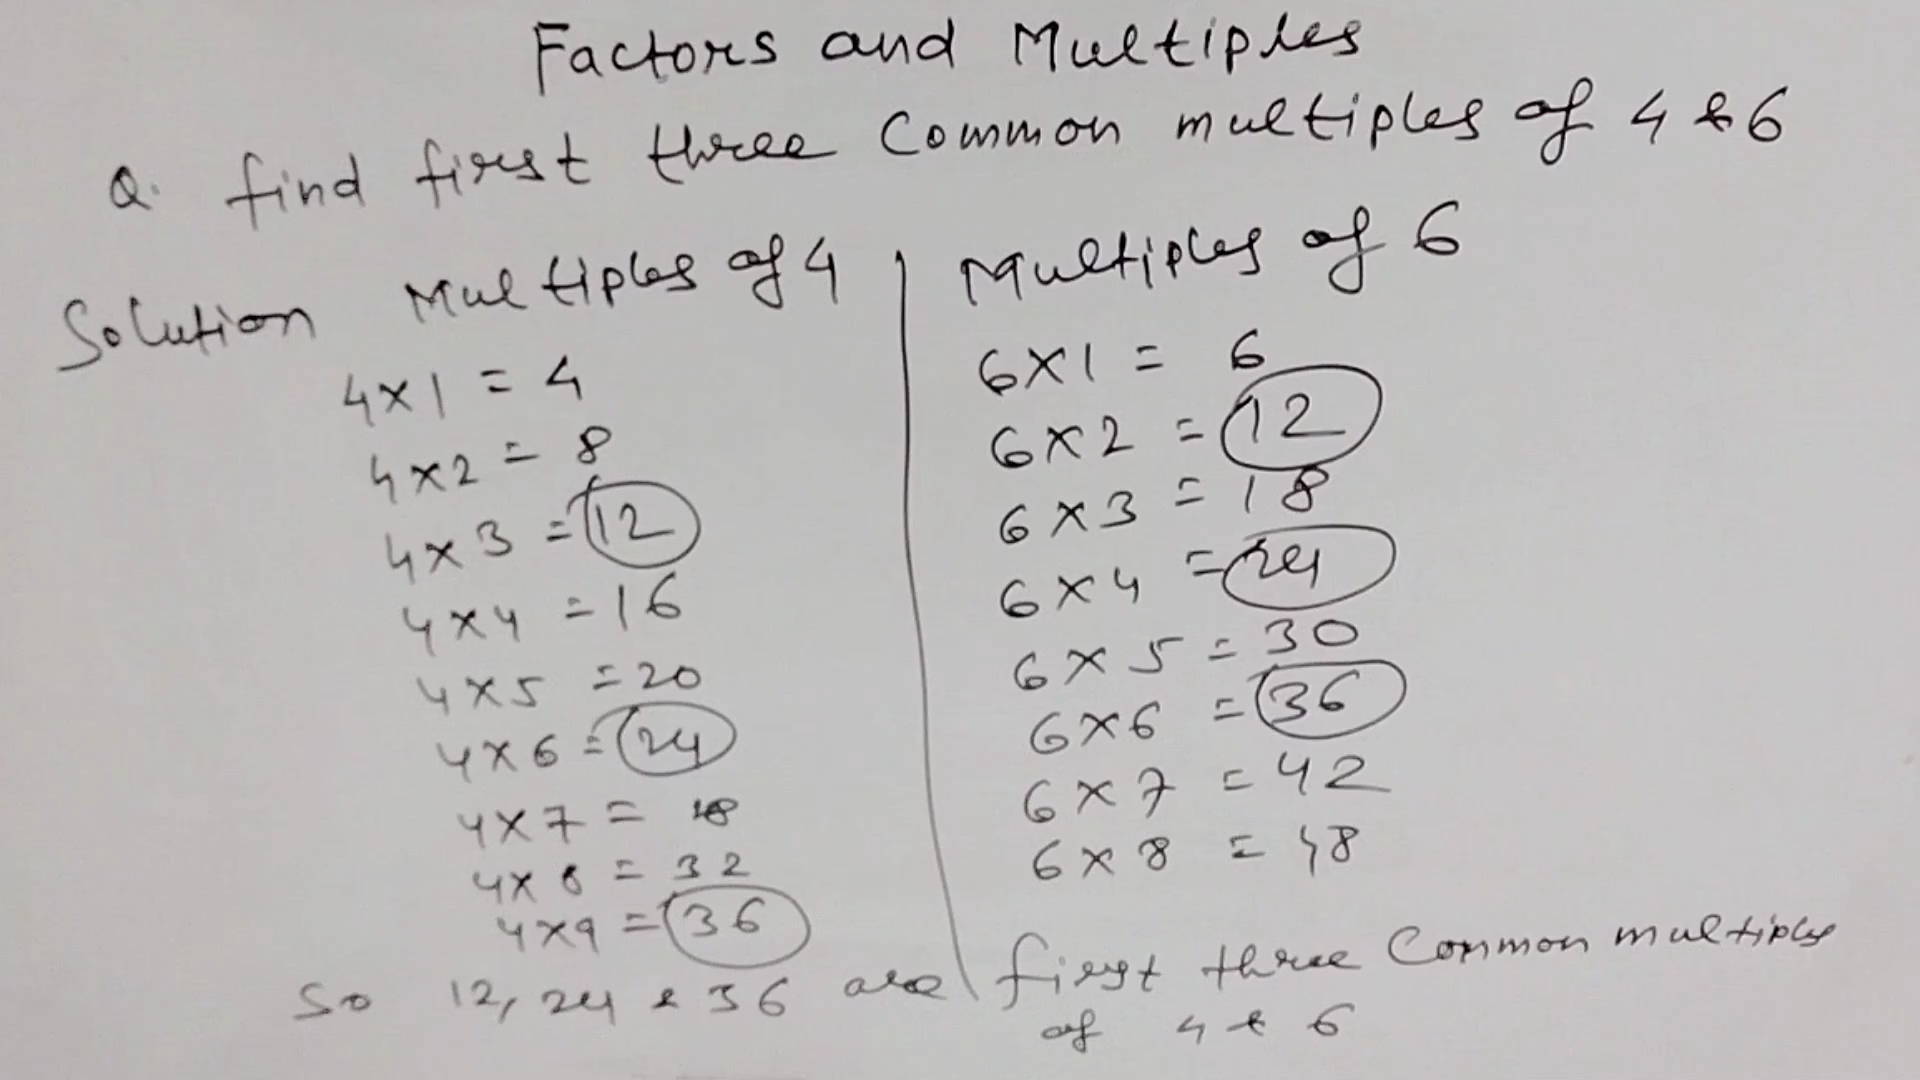 Factors and Multiples
Q. find first three Common multiples of 4 & 6
Solution Multiples of 4
4×1 = 4
4×2 = 8
4×3 = 12
4×4 = 16
4×5 = 20
4×6 = 24
4×7 =
4×8 = 32
4×9 = 36
Multiples of 6
6×1 = 6
6×2 = 12
6×3 = 18
6×4 = 24
6×5 = 30
6×6 = 36
6×7 = 42
6×8 = 48
So 12, 24 & 36 are first three Common multiples
of 4 & 6